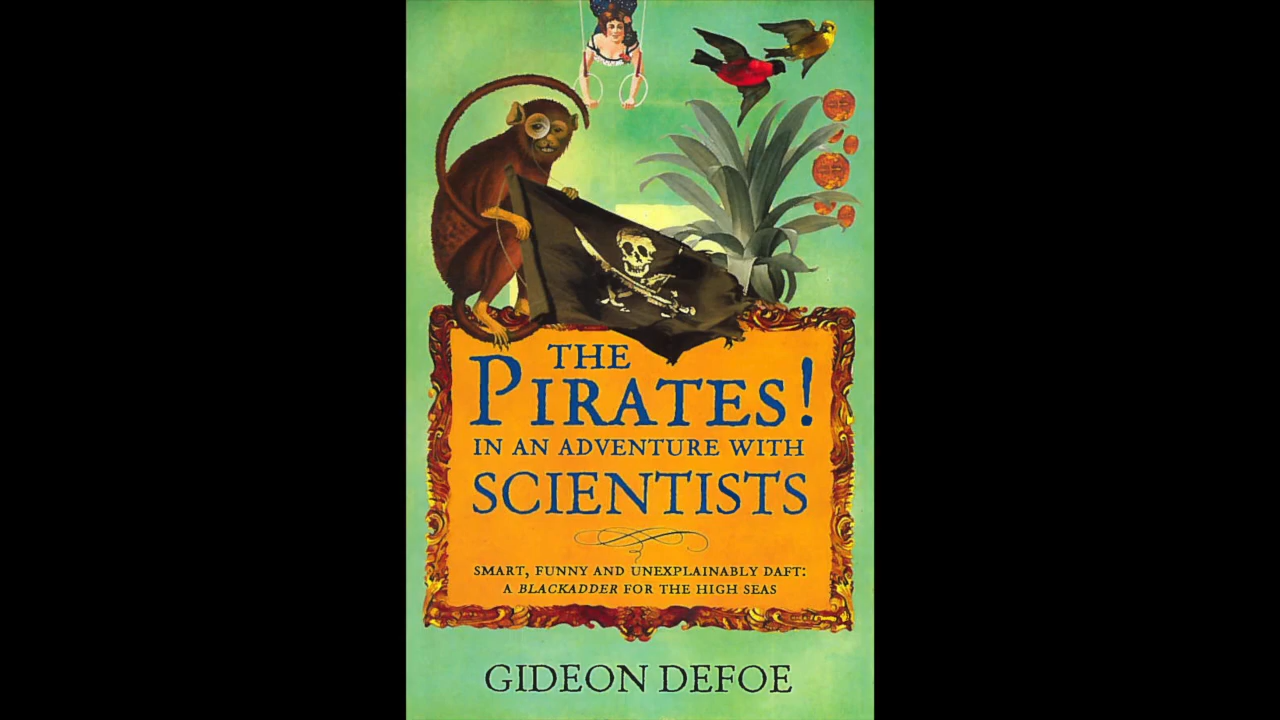 THE
PIRATES!
IN AN ADVENTURE WITH
SCIENTISTS
SMART, FUNNY AND UNEXPLAINABLY DAFT:
A BLACKADDER FOR THE HIGH SEAS
GIDEON DEFOE